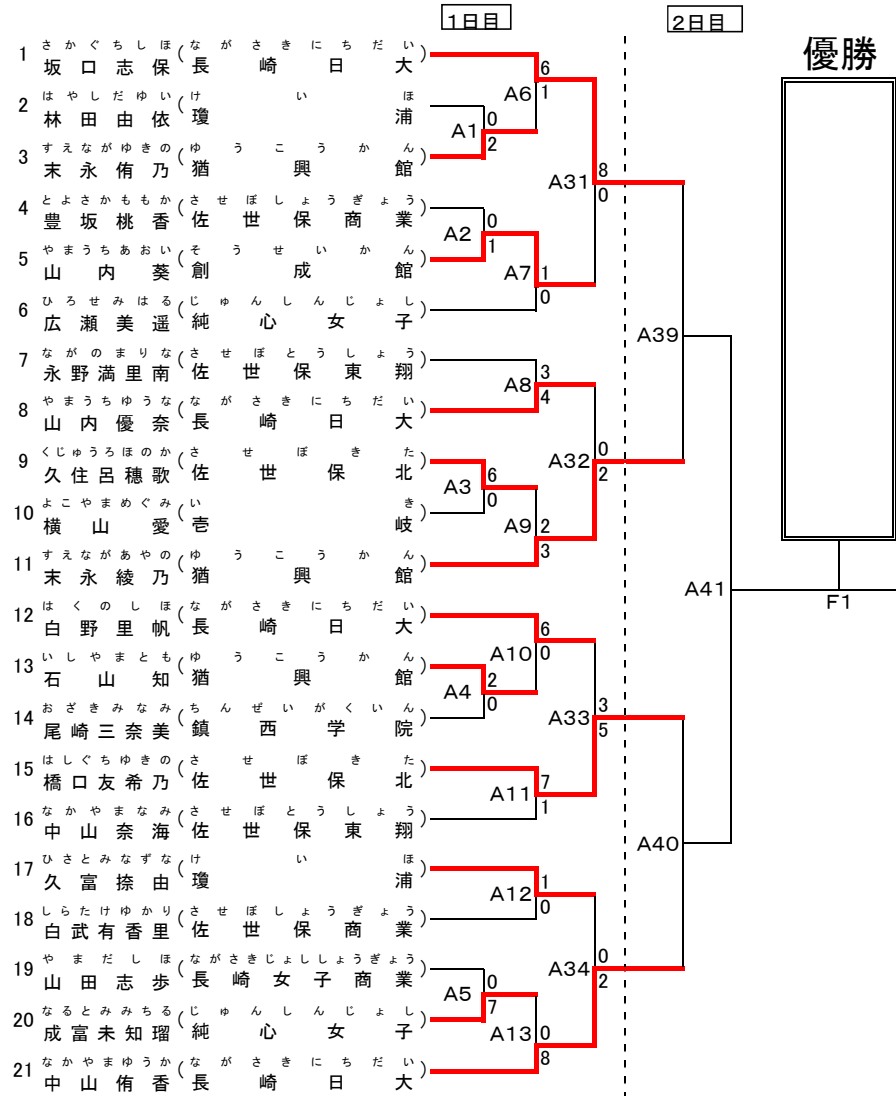 1日目
2日目
優勝
さかぐちしほ(ながさきにちだい)
1 坂口志保(長崎日大)
はやしだゆい(けいほ)
2 林田由依(瓊浦)
すえながゆきの(ゆうこうかん)
3 末永侑乃(猶興館)
とよさかももか(させぼしょうぎょう)
4 豊坂桃香(佐世保商業)
やまうちあおい(そうせいかん)
5 山内葵(創成館)
ひろせみはる(じゅんしんじょし)
6 広瀬美遥(純心女子)
ながのまりな(させぼとうしょう)
7 永野満里南(佐世保東翔)
やまうちゆうな(ながさきにちだい)
8 山内優奈(長崎日大)
くじゅうろほのか(させぼきた)
9 久住呂穂歌(佐世保北)
よこやまめぐみ(いき)
10 横山愛(壱岐)
すえながあやの(ゆうこうかん)
11 末永綾乃(猶興館)
はくのしほ(ながさきにちだい)
12 白野里帆(長崎日大)
いしやまとも(ゆうこうかん)
13 石山知(猶興館)
おざきみなみ(ちんぜいがくいん)
14 尾崎三奈美(鎮西学院)
はしぐちゆきの(させぼきた)
15 橋口友希乃(佐世保北)
なかやまなみ(させぼとうしょう)
16 中山奈海(佐世保東翔)
ひさとみなずな(けいほ)
17 久富捺由(瓊浦)
しらたけゆかり(させぼしょうぎょう)
18 白武有香里(佐世保商業)
やまだしほ(ながさきじょししょうぎょう)
19 山田志歩(長崎女子商業)
なるとみみちる(じゅんしんじょし)
20 成富未知瑠(純心女子)
なかやまゆうか(ながさきにちだい)
21 中山侑香(長崎日大)
A1 0 2
A2 0 1
A3 6 0
A4 2 0
A5 0 7
A6 6 1
A7 1 0
A8 3 4
A9 2 3
A10 6 0
A11 7 1
A12 1 0
A13 0 8
A31 8 0
A32 0 2
A33 3 5
A34 0 2
A39
A40
A41
F1